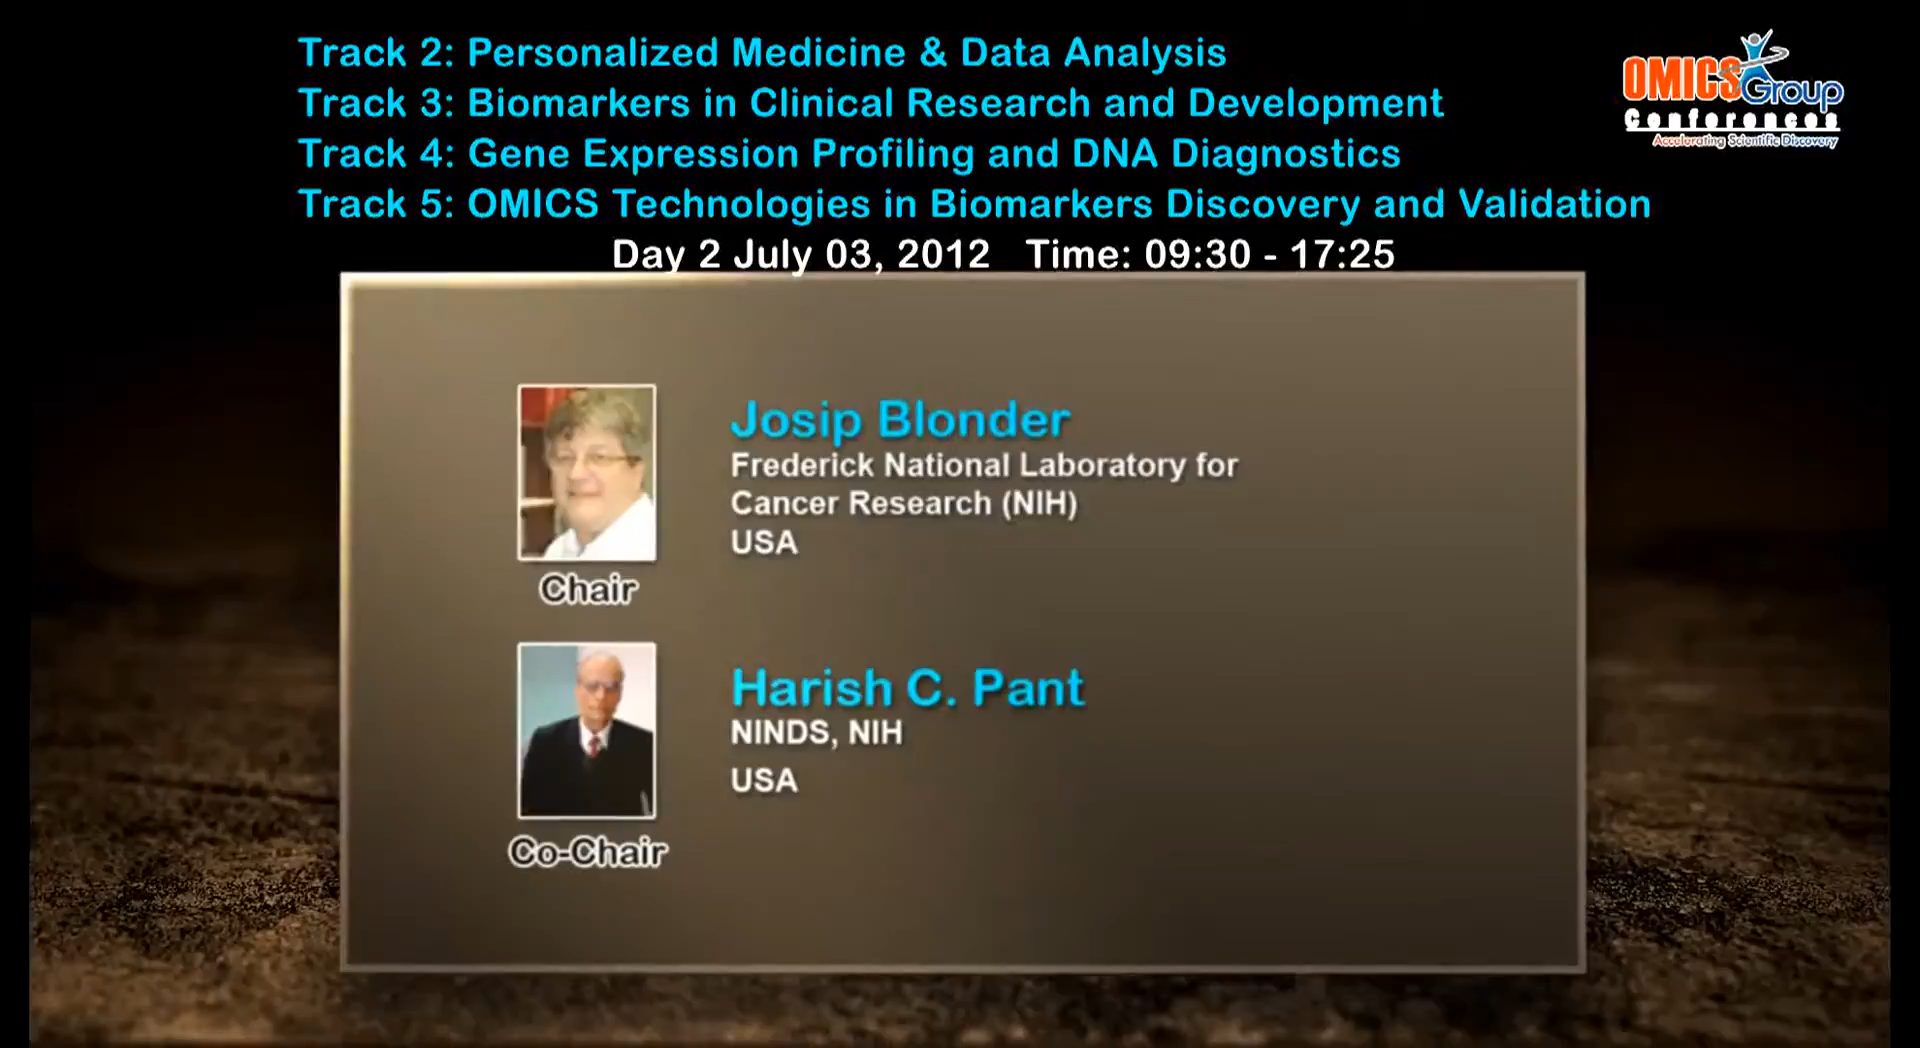 Track 2: Personalized Medicine & Data Analysis
Track 3: Biomarkers in Clinical Research and Development
Track 4: Gene Expression Profiling and DNA Diagnostics
Track 5: OMICS Technologies in Biomarkers Discovery and Validation
Day 2 July 03, 2012 Time: 09:30 - 17:25
OMICS Group
Conferences
Accelerating Scientific Discovery
Josip Blonder
Frederick National Laboratory for
Cancer Research (NIH)
USA
Chair
Harish C. Pant
NINDS, NIH
USA
Co-Chair